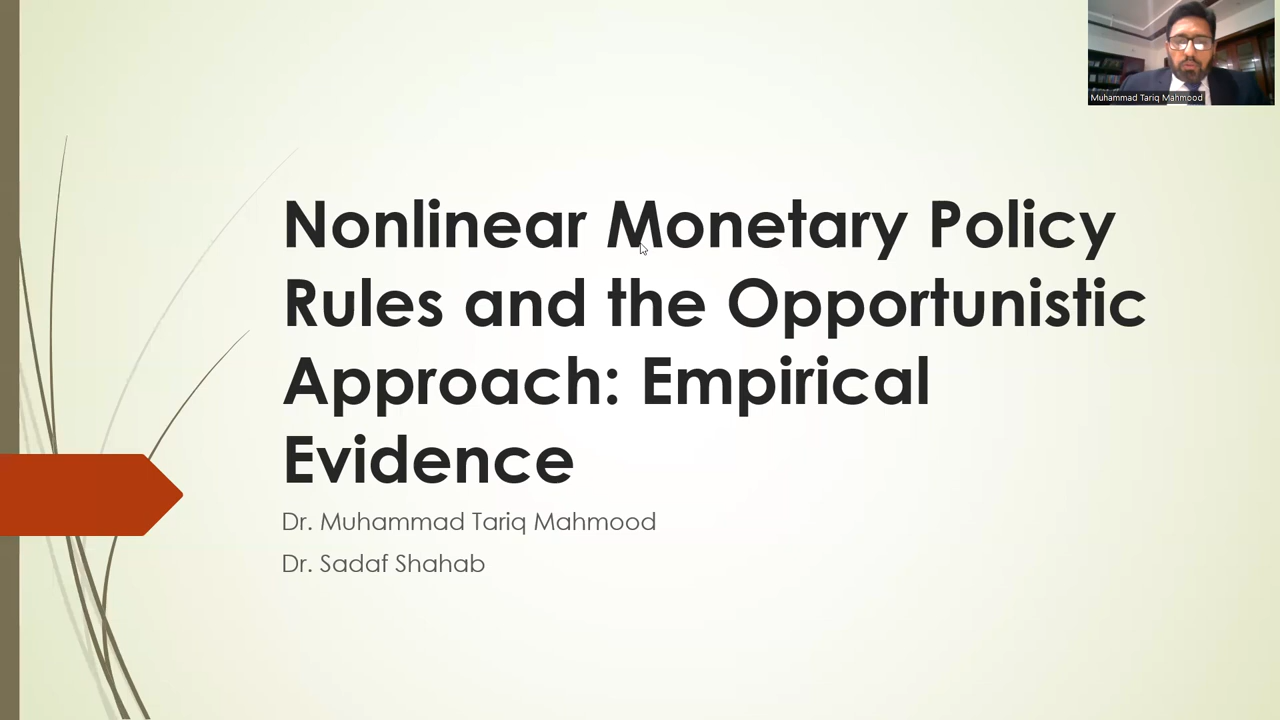 Muhammad Tariq Mahmood
Nonlinear Monetary Policy
Rules and the Opportunistic
Approach: Empirical
Evidence
Dr. Muhammad Tariq Mahmood
Dr. Sadaf Shahab